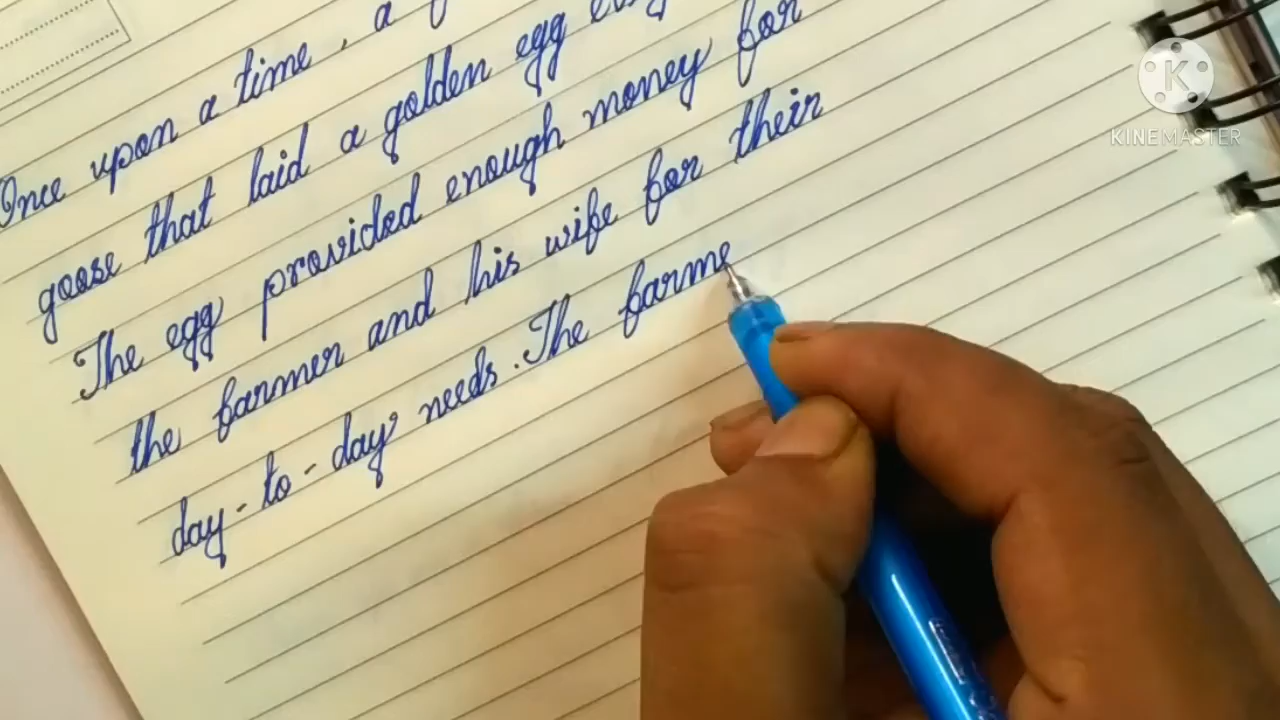 Once upon a time, a
goose that laid a golden egg
The egg provided enough money for
the farmer and his wife for their
day-to-day needs. The farme
K
KINEMASTER